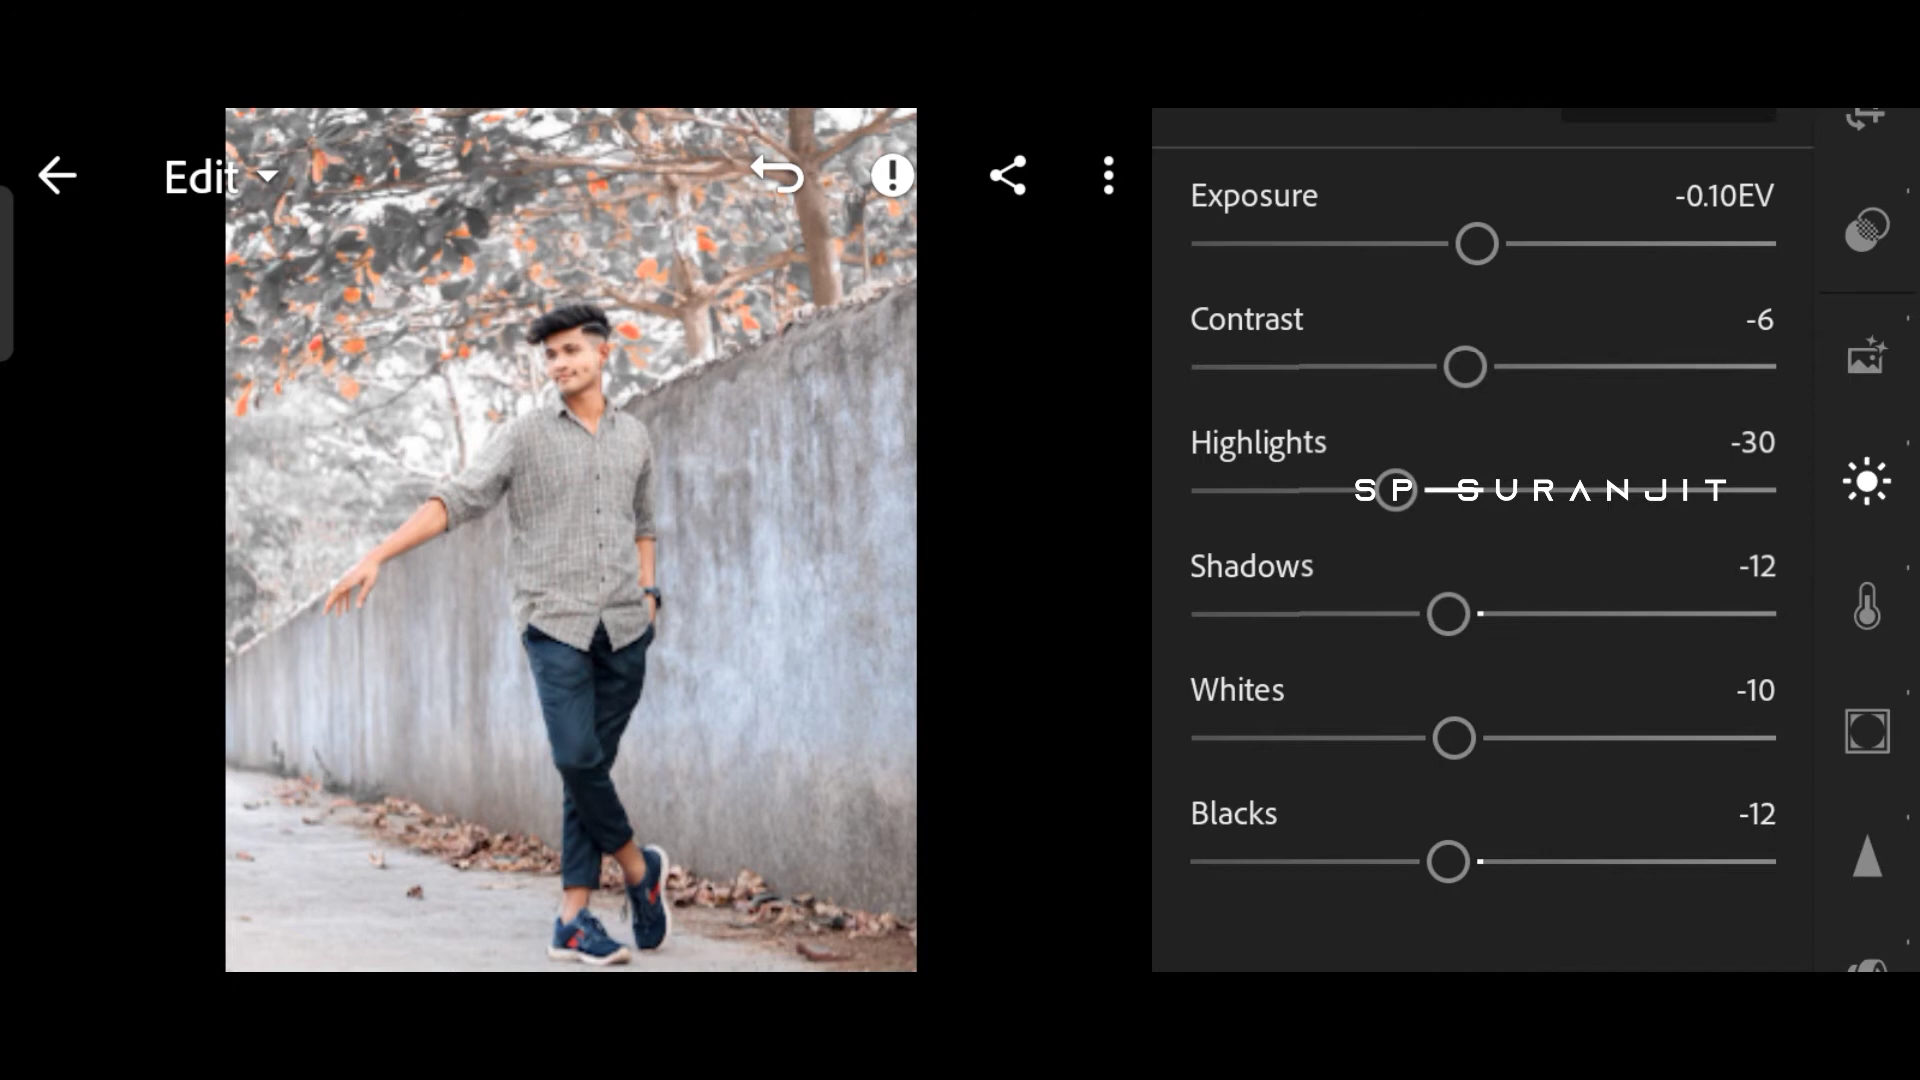 Edit
Exposure -0.10EV
Contrast -6
Highlights -30
SP SURANJIT
Shadows -12
Whites -10
Blacks -12